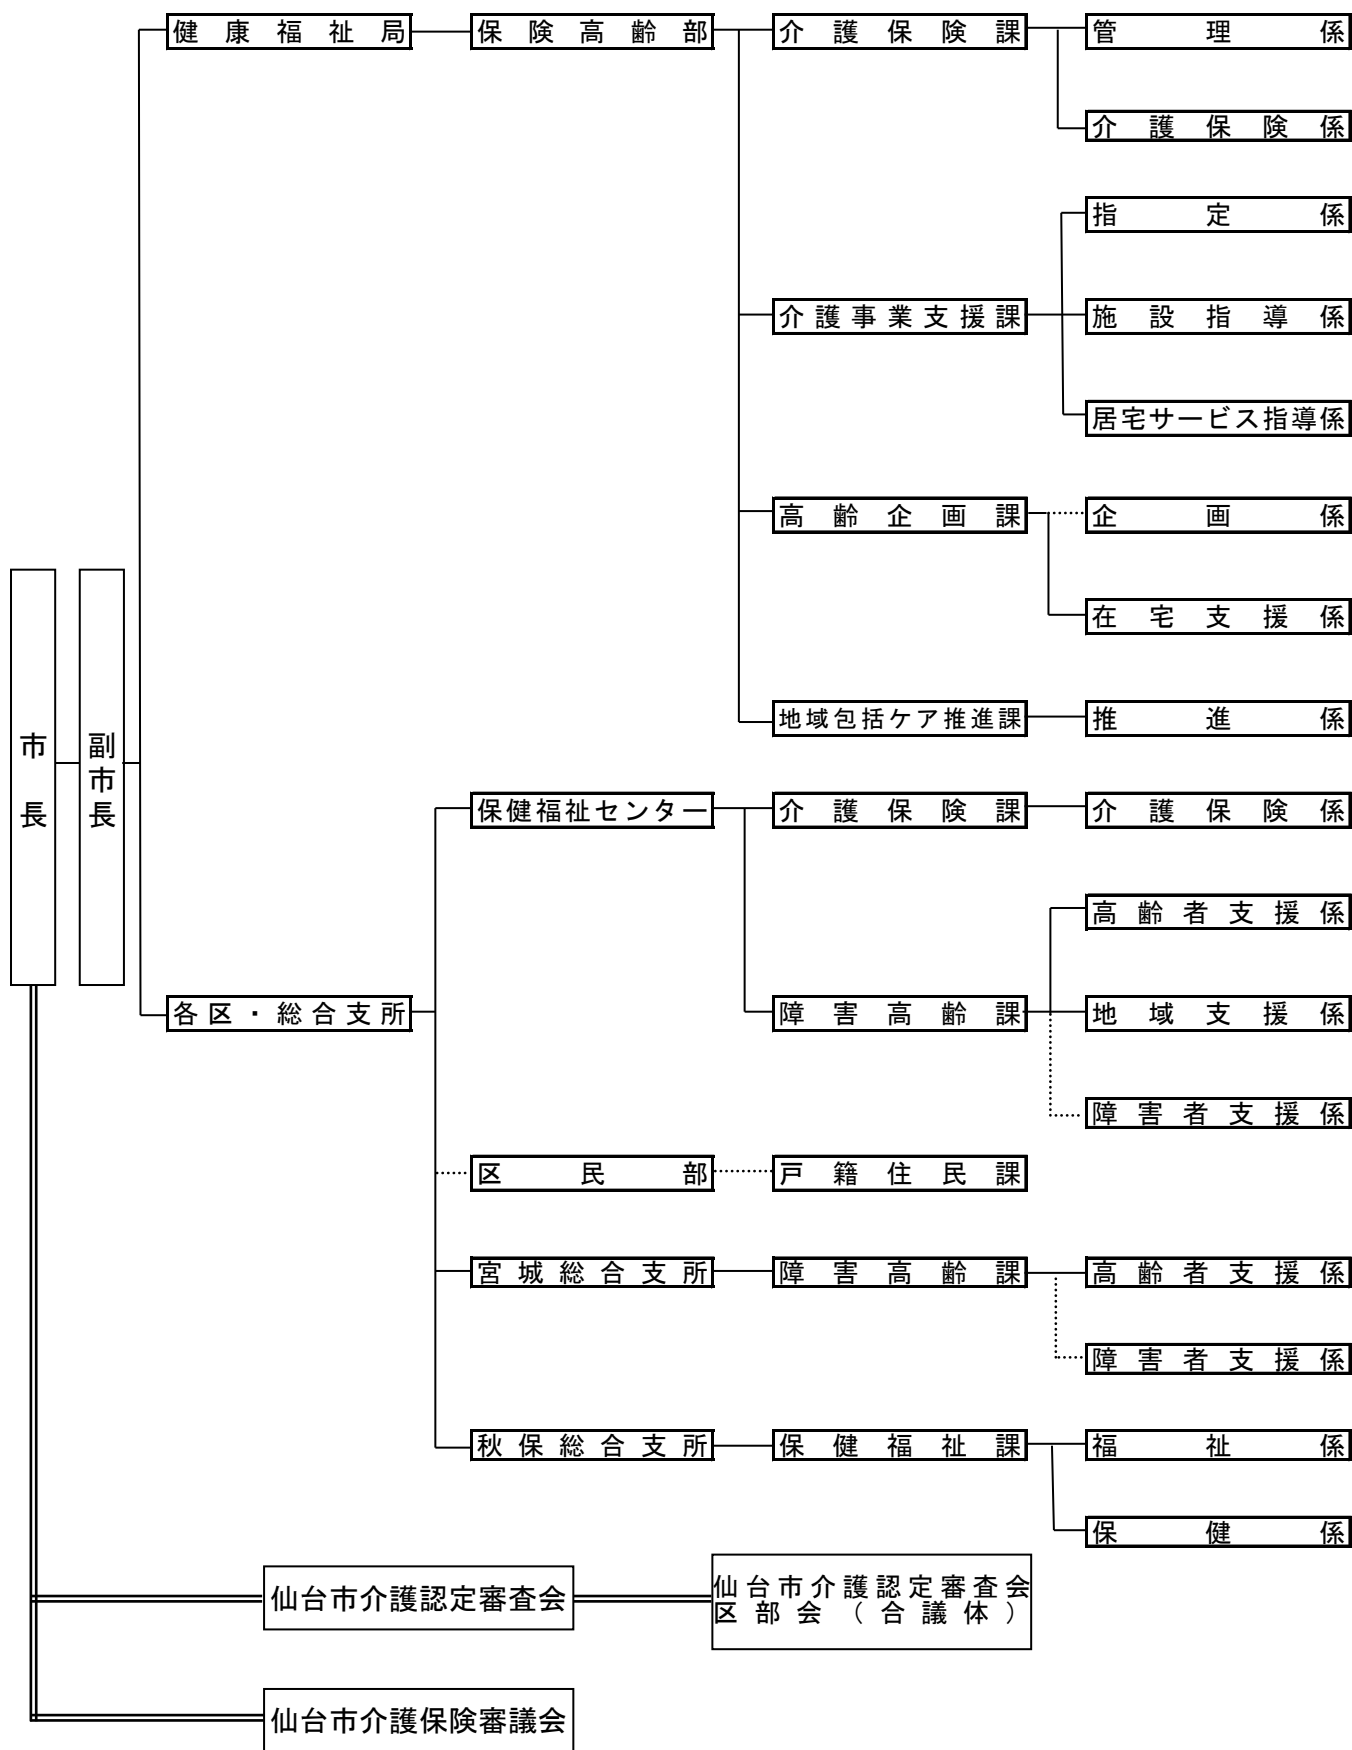 健康福祉局
保険高齢部
介護保険課
管理係
介護保険係
指定係
介護事業支援課
施設指導係
居宅サービス指導係
高齢企画課
企画係
在宅支援係
地域包括ケア推進課
推進係
市長
副市長
保健福祉センター
介護保険課
介護保険係
高齢者支援係
各区・総合支所
障害高齢課
地域支援係
障害者支援係
区民部
戸籍住民課
宮城総合支所
障害高齢課
高齢者支援係
障害者支援係
秋保総合支所
保健福祉課
福祉係
保健係
仙台市介護認定審査会
仙台市介護認定審査会
区部会（合議体）
仙台市介護保険審議会